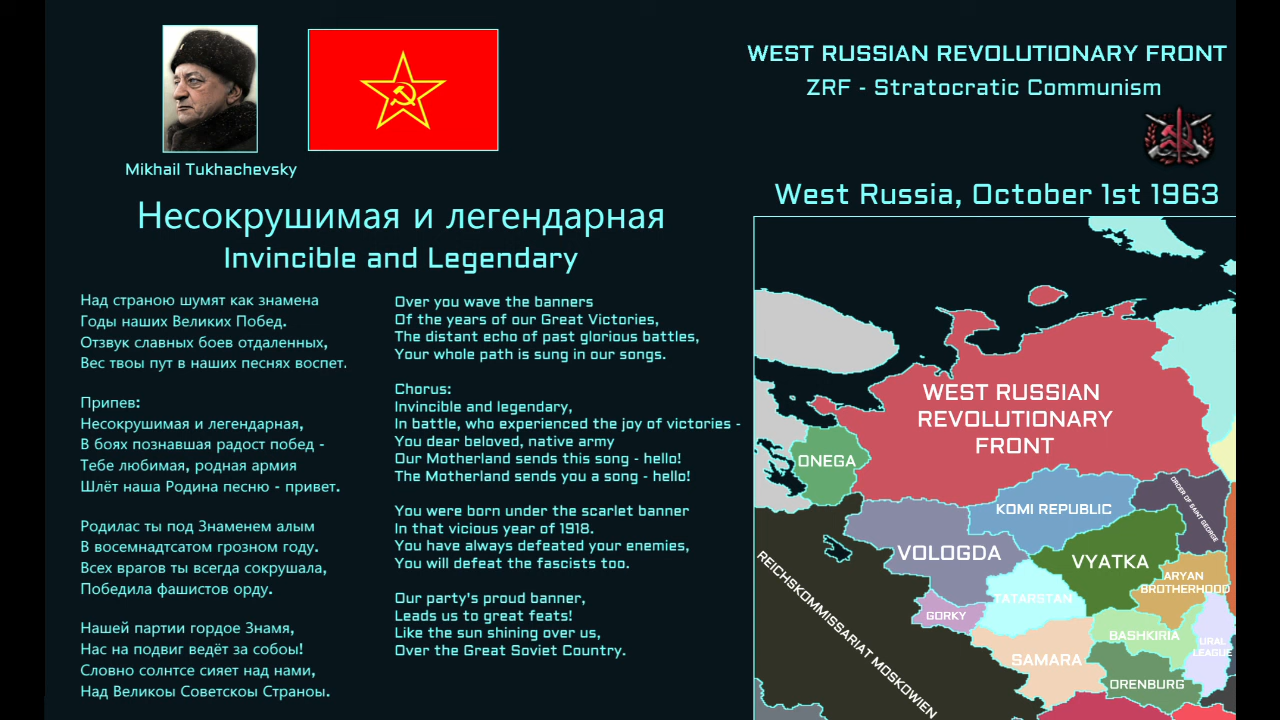 Mikhail Tukhachevsky
WEST RUSSIAN REVOLUTIONARY FRONT
ZRF - Stratocratic Communism
Несокрушимая и легендарная
Invincible and Legendary
Над страною шумят как знамена
Годы наших Великих Побед.
Отзвук славных боев отдаленных,
Вес твоы пут в наших песнях воспет.
Припев:
Несокрушимая и легендарная,
В боях познавшая радост побед -
Тебе любимая, родная армия
Шлёт наша Родина песню - привет.
Родилас ты под Знаменем алым
В восемнадтсатом грозном году.
Всех врагов ты всегда сокрушала,
Победила фашистов орду.
Нашей партии гордое Знамя,
Нас на подвиг ведёт за собоы!
Словно солнтсе сияет над нами,
Над Великоы Советскоы Страноы.
Over you wave the banners
Of the years of our Great Victories,
The distant echo of past glorious battles,
Your whole path is sung in our songs.
Chorus:
Invincible and legendary,
In battle, who experienced the joy of victories -
You dear beloved, native army
Our Motherland sends this song - hello!
The Motherland sends you a song - hello!
You were born under the scarlet banner
In that vicious year of 1918.
You have always defeated your enemies,
You will defeat the fascists too.
Our party's proud banner,
Leads us to great feats!
Like the sun shining over us,
Over the Great Soviet Country.
West Russia, October 1st 1963
WEST RUSSIAN
REVOLUTIONARY
FRONT
ONEGA
KOMI REPUBLIC
ORDER OF SAINT GEORGE
VOLOGDA
VYATKA
REICHSKOMMISSARIAT MOSKOWIEN
TATARSTAN
ARYAN
BROTHERHOOD
GORKY
BASHKIRIA
URAL
LEAGUE
SAMARA
ORENBURG